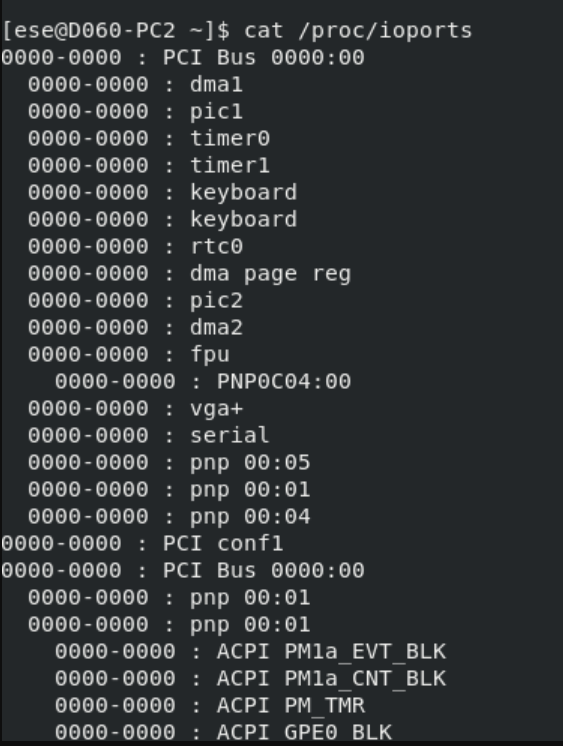 [ese@D060-PC2 ~]$ cat /proc/ioports
0000-0000 : PCI Bus 0000:00
  0000-0000 : dma1
  0000-0000 : pic1
  0000-0000 : timer0
  0000-0000 : timer1
  0000-0000 : keyboard
  0000-0000 : keyboard
  0000-0000 : rtc0
  0000-0000 : dma page reg
  0000-0000 : pic2
  0000-0000 : dma2
  0000-0000 : fpu
    0000-0000 : PNP0C04:00
  0000-0000 : vga+
  0000-0000 : serial
  0000-0000 : pnp 00:05
  0000-0000 : pnp 00:01
  0000-0000 : pnp 00:04
0000-0000 : PCI conf1
0000-0000 : PCI Bus 0000:00
  0000-0000 : pnp 00:01
  0000-0000 : pnp 00:01
    0000-0000 : ACPI PM1a_EVT_BLK
    0000-0000 : ACPI PM1a_CNT_BLK
    0000-0000 : ACPI PM_TMR
    0000-0000 : ACPI GPE0_BLK